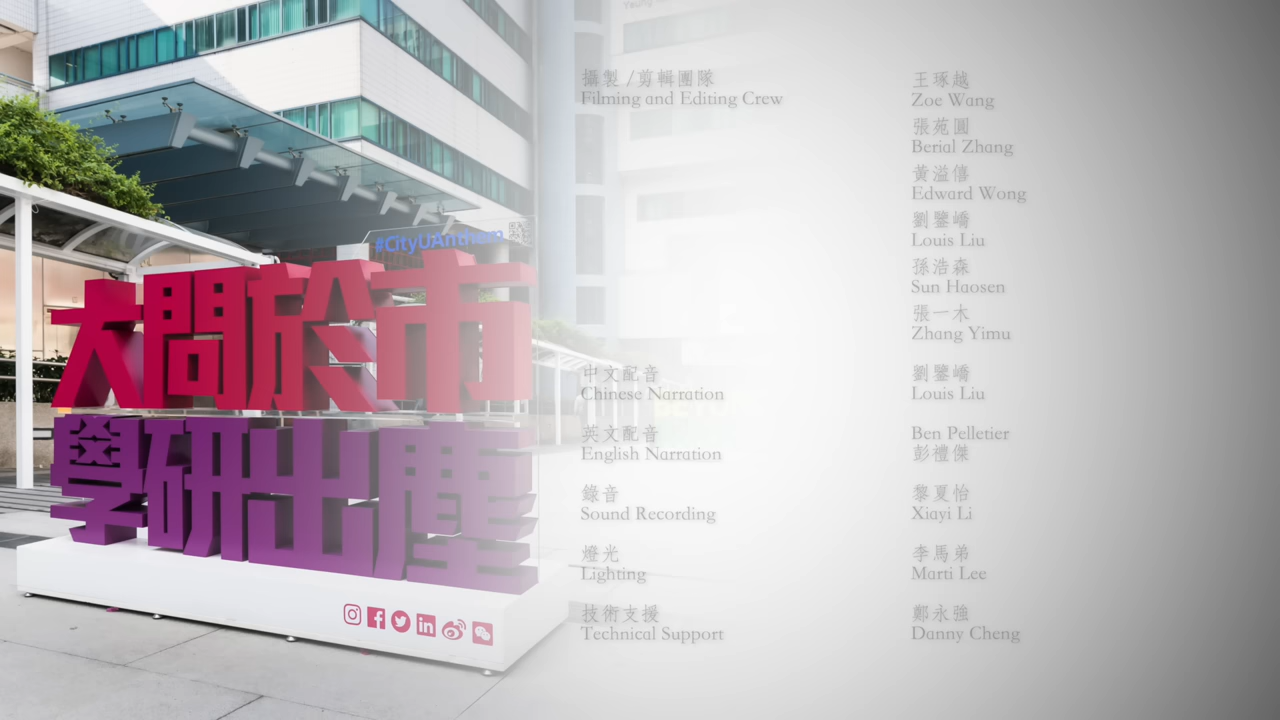 #CityUAnthem
大問於市
學研出塵
攝製 /剪輯團隊
Filming and Editing Crew
王琢越
Zoe Wang
張苑圓
Berial Zhang
黃溢僖
Edward Wong
劉鑒嶠
Louis Liu
孫浩森
Sun Haosen
張一木
Zhang Yimu
中文配音
Chinese Narration
劉鑒嶠
Louis Liu
英文配音
English Narration
Ben Pelletier
彭禮傑
錄音
Sound Recording
黎夏怡
Xiayi Li
燈光
Lighting
李馬弟
Marti Lee
技術支援
Technical Support
鄭永強
Danny Cheng